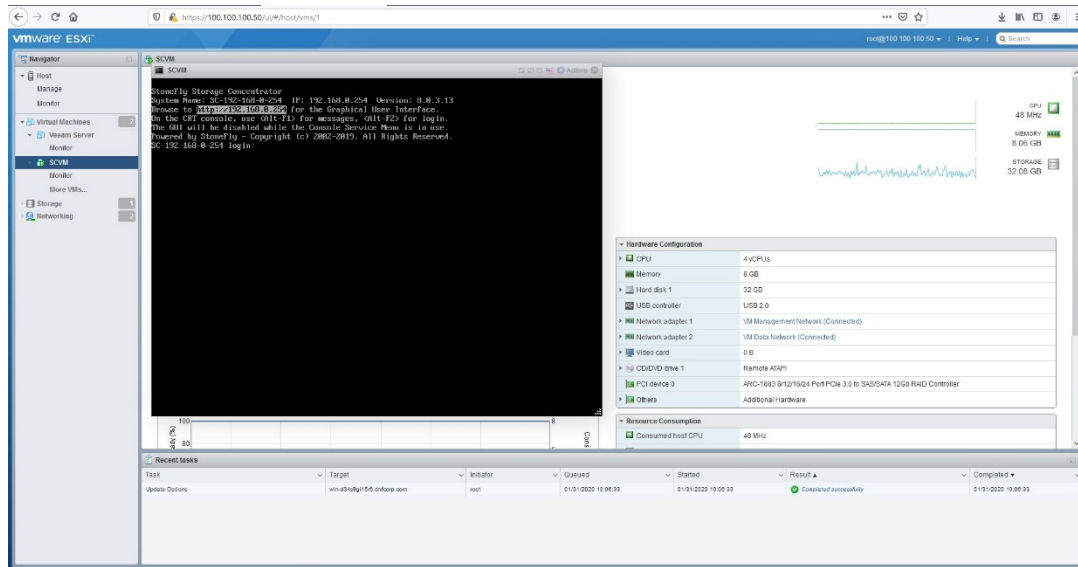 https://100.100.100.50/ui/#/host/vms/1
vmware ESXi™
root@100.100.100.50 | Help | Search
Navigator
Host
Manage
Monitor
Virtual Machines 2
Veeam Server
Monitor
SCVM
Monitor
More VMs...
Storage 1
Networking 2
SCVM
SCVM
Actions
StoneFly Storage Concentrator
System Name: SC-192-168-0-254 IP: 192.168.0.254 Version: 8.0.3.13
Browse to http://192.168.0.254 for the Graphical User Interface.
On the CRT console, use <Alt-F1> for messages, <Alt-F2> for login.
The GUI will be disabled while the Console Service Menu is in use.
Powered by StoneFly - Copyright (c) 2002-2019. All Rights Reserved.
SC-192-168-0-254 login:
CPU
48 MHz
MEMORY
8.06 GB
STORAGE
32.08 GB
Hardware Configuration
CPU 4 vCPUs
Memory 8 GB
Hard disk 1 32 GB
USB controller USB 2.0
Network adapter 1 VM Management Network (Connected)
Network adapter 2 VM Data Network (Connected)
Video card 0 B
CD/DVD drive 1 Remote ATAPI
PCI device 0 ARC-1883 8/12/16/24 Port PCIe 3.0 to SAS/SATA 12Gb RAID Controller
Others Additional Hardware
Resource Consumption
Consumed host CPU 48 MHz
100
80
(%)
8
Cons
Recent tasks
Task Target Initiator Queued Started Result Completed
Update Options root 01/31/2020 10:06:33 01/31/2020 10:06:33 Completed successfully 01/31/2020 10:06:33